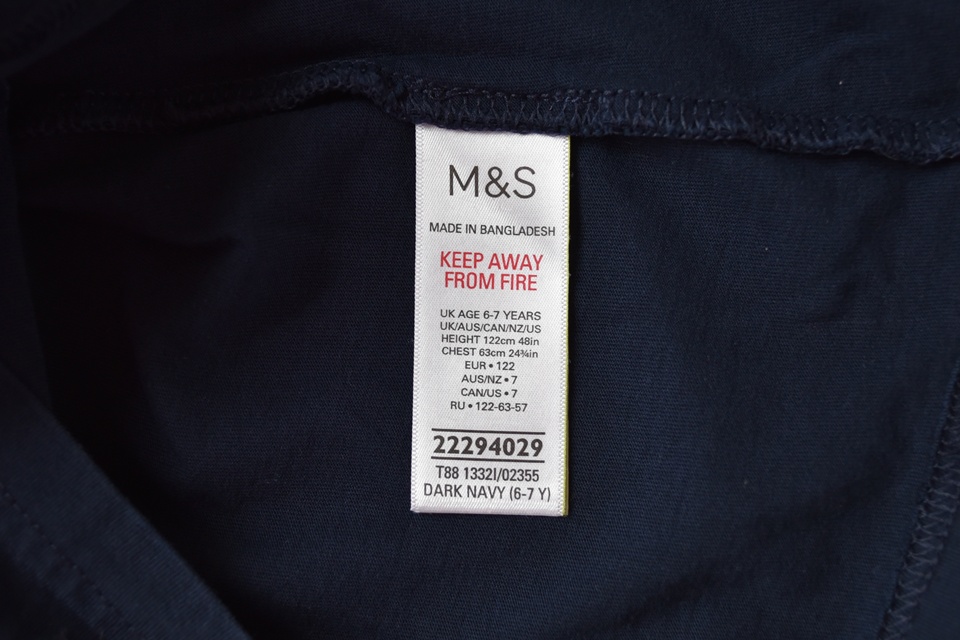 M&S
MADE IN BANGLADESH
KEEP AWAY
FROM FIRE
UK AGE 6-7 YEARS
UK/AUS/CAN/NZ/US
HEIGHT 122cm 48in
CHEST 63cm 24¾in
EUR • 122
AUS/NZ • 7
CAN/US • 7
RU • 122-63-57
22294029
T88 1332I/02355
DARK NAVY (6-7 Y)